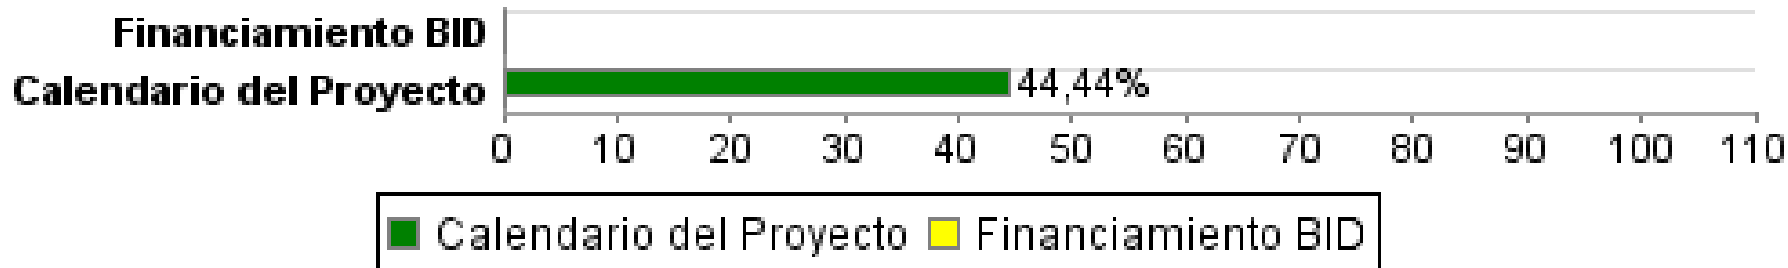 Financiamiento BID
Calendario del Proyecto
44,44%
0 10 20 30 40 50 60 70 80 90 100 110
Calendario del Proyecto Financiamiento BID